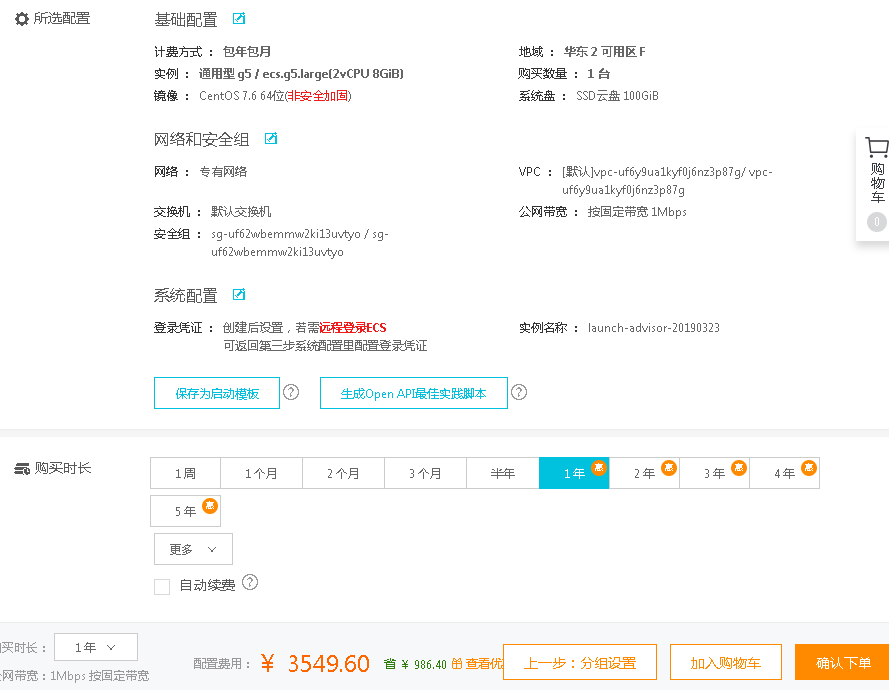 所选配置
基础配置
计费方式 ： 包年包月
地域 ： 华东 2 可用区 F
实例 ： 通用型 g5 / ecs.g5.large(2vCPU 8GiB)
购买数量 ： 1 台
镜像 ： CentOS 7.6 64位(非安全加固)
系统盘 ： SSD云盘 100GiB
网络和安全组
网络 ： 专有网络
VPC ： [默认]vpc-uf6y9ua1kyf0j6nz3p87g/ vpc-
uf6y9ua1kyf0j6nz3p87g
交换机 ： 默认交换机
公网带宽 ： 按固定带宽 1Mbps
安全组 ： sg-uf62wbemmw2ki13uvtyo / sg-
uf62wbemmw2ki13uvtyo
系统配置
登录凭证 ： 创建后设置，若需远程登录ECS
可返回第三步系统配置里配置登录凭证
实例名称 ： launch-advisor-20190323
保存为启动模板 ?
生成Open API最佳实践脚本 ?
购物车
0
购买时长
1 周
1 个月
2 个月
3 个月
半年
1 年 惠
2 年 惠
3 年 惠
4 年 惠
5 年 惠
更多
自动续费 ?
买时长 ： 1 年
网带宽：1Mbps 按固定带宽
配置费用： ¥ 3549.60 省 ¥ 986.40 查看优
上一步：分组设置
加入购物车
确认下单